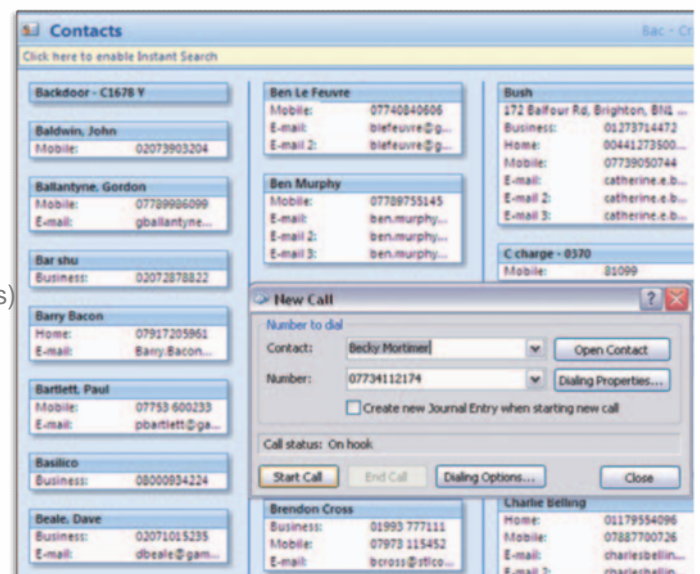 Contacts
Bac - Cr
Click here to enable Instant Search
Backdoor - C1678 Y
Baldwin, John
Mobile: 02073903204
Ballantyne, Gordon
Mobile: 07789986099
E-mail: gballantyne...
Bar shu
Business: 02072878822
s)
Barry Bacon
Home: 07917205961
E-mail: Barry.Bacon...
Bartlett, Paul
Mobile: 07753 600233
E-mail: pbartlett@ga...
Basilico
Business: 08000934224
Beale, Dave
Business: 02071015235
E-mail: dbeale@gam...
Ben Le Feuvre
Mobile: 07740840606
E-mail: blefeuvre@g...
E-mail 2: blefeuvre@g...
Ben Murphy
Mobile: 07789755145
E-mail: ben.murphy...
E-mail 2: ben.murphy...
E-mail 3: ben.murphy...
Bush
172 Balfour Rd, Brighton, BN1 ...
Business: 01273714472
Home: 00441273500...
Mobile: 07739050744
E-mail: catherine.e.b...
E-mail 2: catherine.e.b...
E-mail 3: catherine.e.b...
C charge - 0370
Mobile: 81099
New Call
Number to dial
Contact: Becky Mortimer Open Contact
Number: 07734112174 Dialing Properties...
Create new Journal Entry when starting new call
Call status: On hook
Start Call End Call Dialing Options... Close
Brendon Cross
Business: 01993 777111
Mobile: 07973 115452
E-mail: bcross@stlco...
Charlie Belling
Home: 01179554096
Mobile: 07887700726
E-mail: charlesbellin...
E-mail 2: charlesbellin...